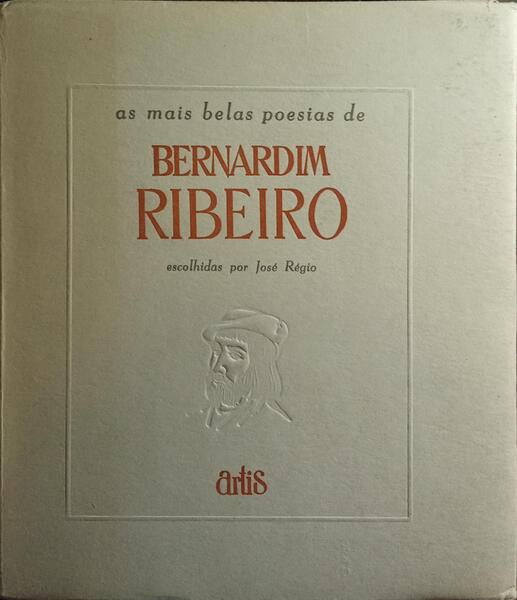 as mais belas poesias de
BERNARDIM
RIBEIRO
escolhidas por José Régio
artis